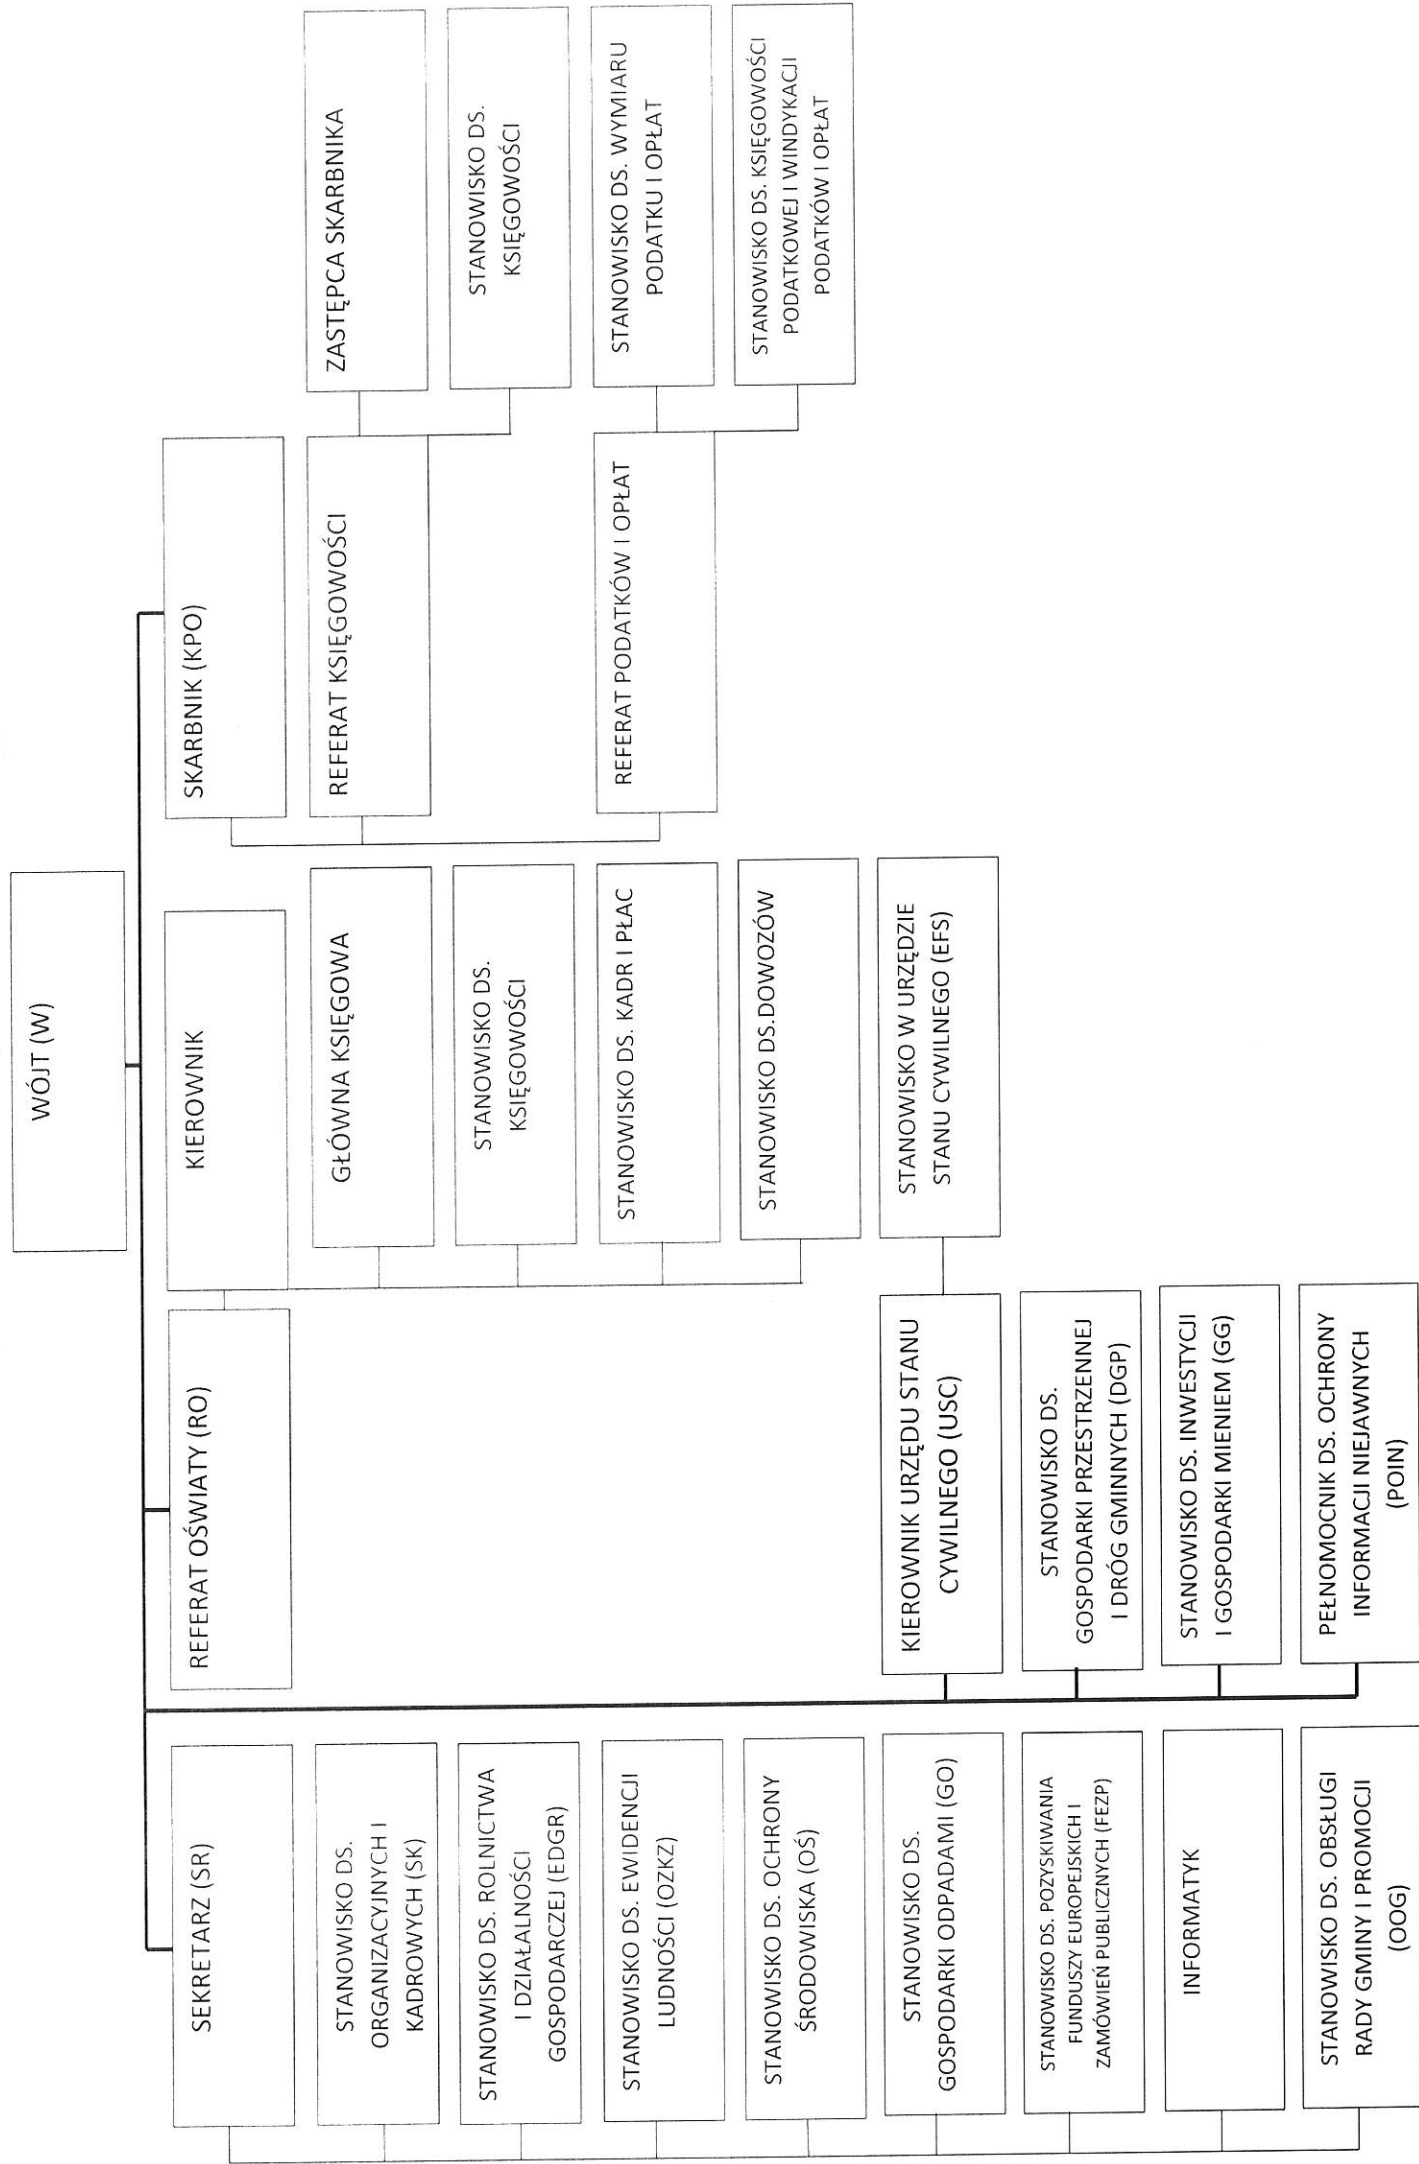 WÓJT (W)
SEKRETARZ (SR)
STANOWISKO DS.
ORGANIZACYJNYCH I
KADROWYCH (SK)
STANOWISKO DS. ROLNICTWA
I DZIAŁALNOŚCI
GOSPODARCZEJ (EDGR)
STANOWISKO DS. EWIDENCJI
LUDNOŚCI (OZKZ)
STANOWISKO DS. OCHRONY
ŚRODOWISKA (OŚ)
STANOWISKO DS.
GOSPODARKI ODPADAMI (GO)
STANOWISKO DS. POZYSKIWANIA
FUNDUSZY EUROPEJSKICH I
ZAMÓWIEŃ PUBLICZNYCH (FEZP)
INFORMATYK
STANOWISKO DS. OBSŁUGI
RADY GMINY I PROMOCJI
(OOG)
REFERAT OŚWIATY (RO)
KIEROWNIK
GŁÓWNA KSIĘGOWA
STANOWISKO DS.
KSIĘGOWOŚCI
STANOWISKO DS. KADR I PŁAC
STANOWISKO DS.DOWOZÓW
KIEROWNIK URZĘDU STANU
CYWILNEGO (USC)
STANOWISKO W URZĘDZIE
STANU CYWILNEGO (EFS)
STANOWISKO DS.
GOSPODARKI PRZESTRZENNEJ
I DRÓG GMINNYCH (DGP)
STANOWISKO DS. INWESTYCJI
I GOSPODARKI MIENIEM (GG)
PEŁNOMOCNIK DS. OCHRONY
INFORMACJI NIEJAWNYCH
(POIN)
SKARBNIK (KPO)
REFERAT KSIĘGOWOŚCI
ZASTĘPCA SKARBNIKA
STANOWISKO DS.
KSIĘGOWOŚCI
REFERAT PODATKÓW I OPŁAT
STANOWISKO DS. WYMIARU
PODATKU I OPŁAT
STANOWISKO DS. KSIĘGOWOŚCI
PODATKOWEJ I WINDYKACJI
PODATKÓW I OPŁAT